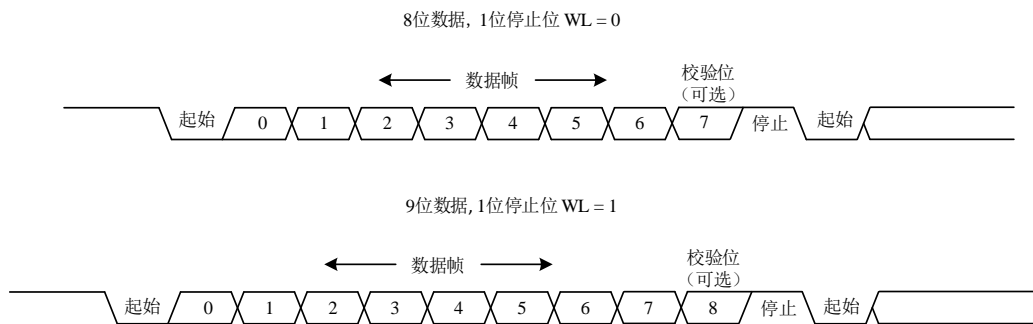 8位数据, 1位停止位 WL = 0
数据帧
校验位
（可选）
起始 0 1 2 3 4 5 6 7 停止 起始
9位数据, 1位停止位 WL = 1
数据帧
校验位
（可选）
起始 0 1 2 3 4 5 6 7 8 停止 起始